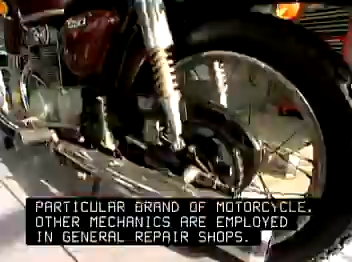 PARTICULAR BRAND OF MOTORCYCLE.
OTHER MECHANICS ARE EMPLOYED
IN GENERAL REPAIR SHOPS.